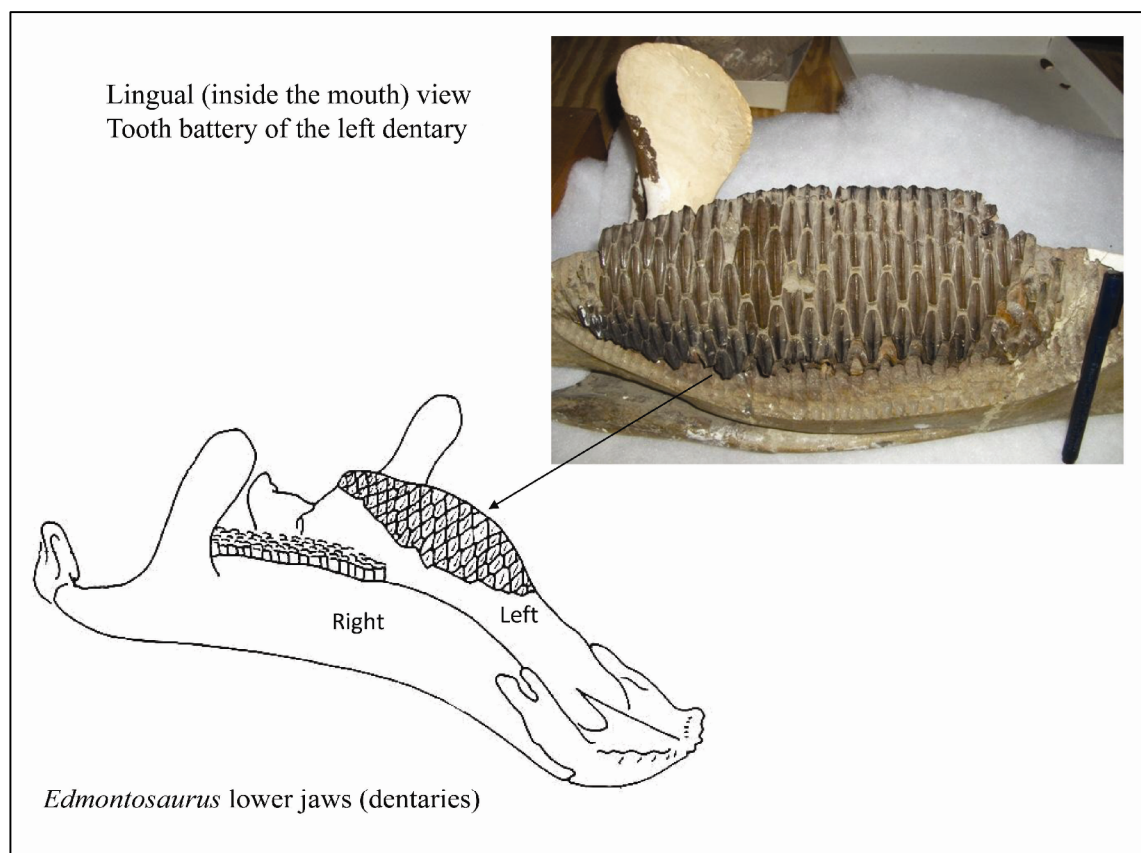 Lingual (inside the mouth) view
Tooth battery of the left dentary
Right
Left
Edmontosaurus lower jaws (dentaries)